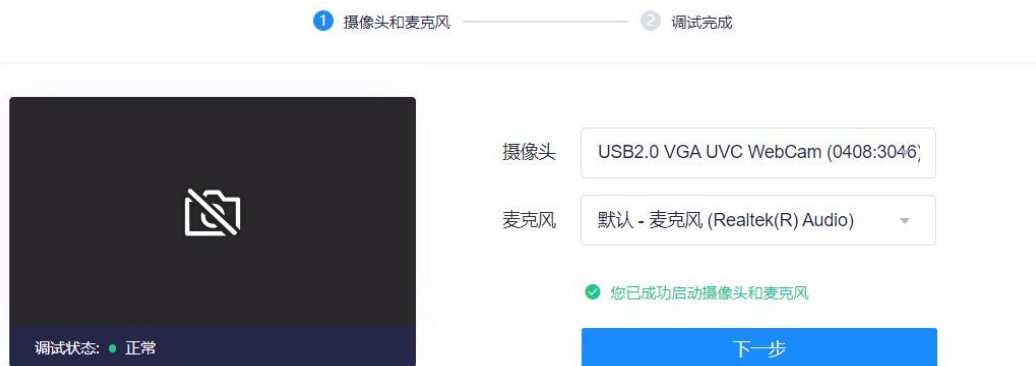 1 摄像头和麦克风 2 调试完成
摄像头 USB2.0 VGA UVC WebCam (0408:3046)
麦克风 默认 - 麦克风 (Realtek(R) Audio)
您已成功启动摄像头和麦克风
调试状态: 正常
下一步